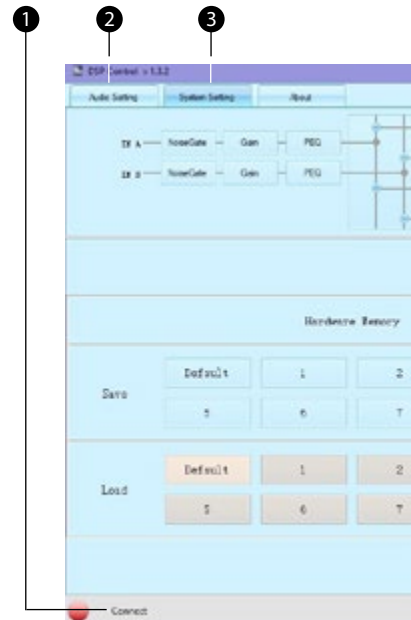 1 2 3
DSP Control v 1.3.2
Audio Setting System Setting About
IN A NoiseGate Gain PEQ
IN B NoiseGate Gain PEQ
Hardware Memory
Save
Default 1 2
5 6 7
Load
Default 1 2
5 6 7
Connect